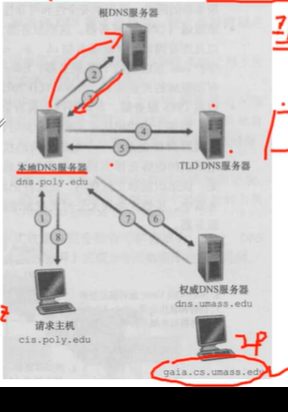 根DNS服务器
2
3
4
5
本地DNS服务器
dns.poly.edu
TLD DNS服务器
1
8
7
6
权威DNS服务器
dns.umass.edu
请求主机
cis.poly.edu
IP
gaia.cs.umass.edu